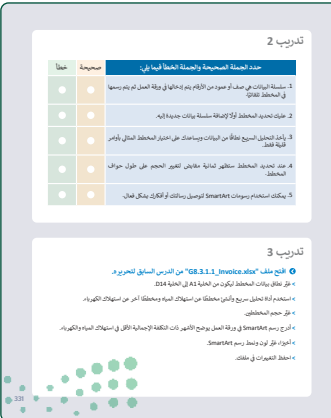 تدريب 2
حدد الجملة الصحيحة والجملة الخطأ فيما يلي: صحيحة خطأ
1. سلسلة البيانات هي صف أو عمود من الأرقام يتم إدخالها في ورقة العمل ثم يتم رسمها
في المخطط تلقائيًا.
2. عليك تحديد المخطط أولًا لإضافة سلسلة بيانات جديدة إليه.
3. يأخذ التحليل السريع نطاقًا من البيانات ويساعدك على اختيار المخطط المثالي بأوامر
قليلة فقط.
4. عند تحديد المخطط ستظهر ثمانية مقابض لتغيير الحجم على طول حواف
المخطط.
5. يمكنك استخدام رسومات SmartArt لتوصيل رسالتك أو أفكارك بشكل فعال.
تدريب 3
افتح ملف "G8.3.1.1_Invoice.xlsx" من الدرس السابق لتحريره.
> غيّر نطاق بيانات المخطط ليكون من الخلية A1 إلى الخلية D14.
> استخدم أداة تحليل سريع وأنشئ مخططًا عن استهلاك المياه ومخططًا آخر عن استهلاك الكهرباء.
> غيّر حجم المخططين.
> أدرج رسم SmartArt في ورقة العمل يوضح الأشهر ذات التكلفة الإجمالية الأقل في استهلاك المياه والكهرباء.
> أخيرًا، غيّر لون ونمط رسم SmartArt.
> احفظ التغييرات في ملفك.
331